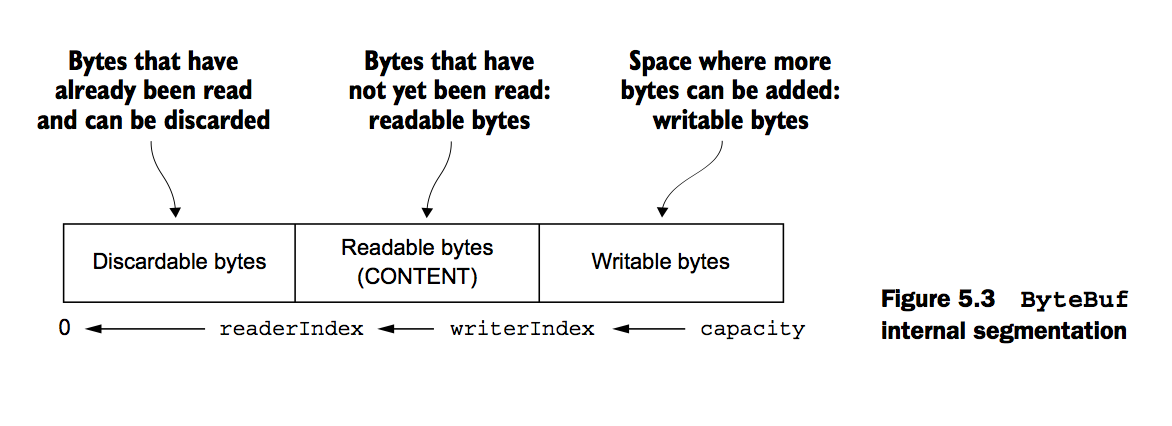 Bytes that have
already been read
and can be discarded
Bytes that have
not yet been read:
readable bytes
Space where more
bytes can be added:
writable bytes
Discardable bytes
Readable bytes
(CONTENT)
Writable bytes
0 readerIndex writerIndex capacity
Figure 5.3 ByteBuf
internal segmentation